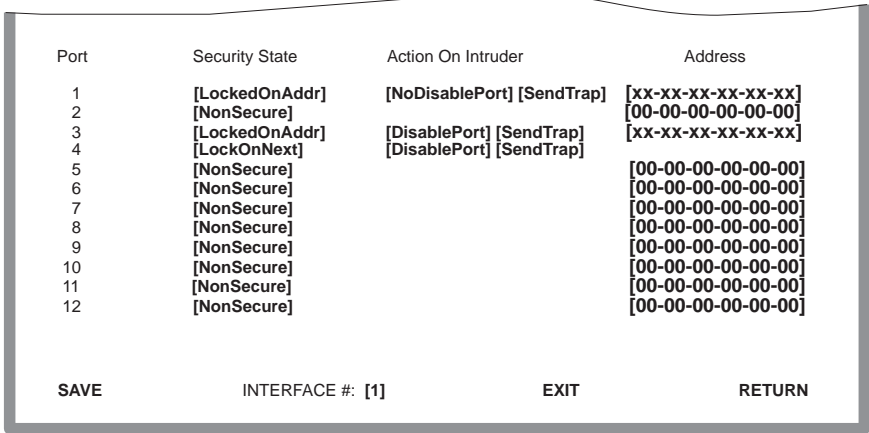 Port Security State Action On Intruder Address
1 [LockedOnAddr] [NoDisablePort] [SendTrap] [xx-xx-xx-xx-xx-xx]
2 [NonSecure] [00-00-00-00-00-00]
3 [LockedOnAddr] [DisablePort] [SendTrap] [xx-xx-xx-xx-xx-xx]
4 [LockOnNext] [DisablePort] [SendTrap]
5 [NonSecure] [00-00-00-00-00-00]
6 [NonSecure] [00-00-00-00-00-00]
7 [NonSecure] [00-00-00-00-00-00]
8 [NonSecure] [00-00-00-00-00-00]
9 [NonSecure] [00-00-00-00-00-00]
10 [NonSecure] [00-00-00-00-00-00]
11 [NonSecure] [00-00-00-00-00-00]
12 [NonSecure] [00-00-00-00-00-00]
SAVE INTERFACE #: [1] EXIT RETURN